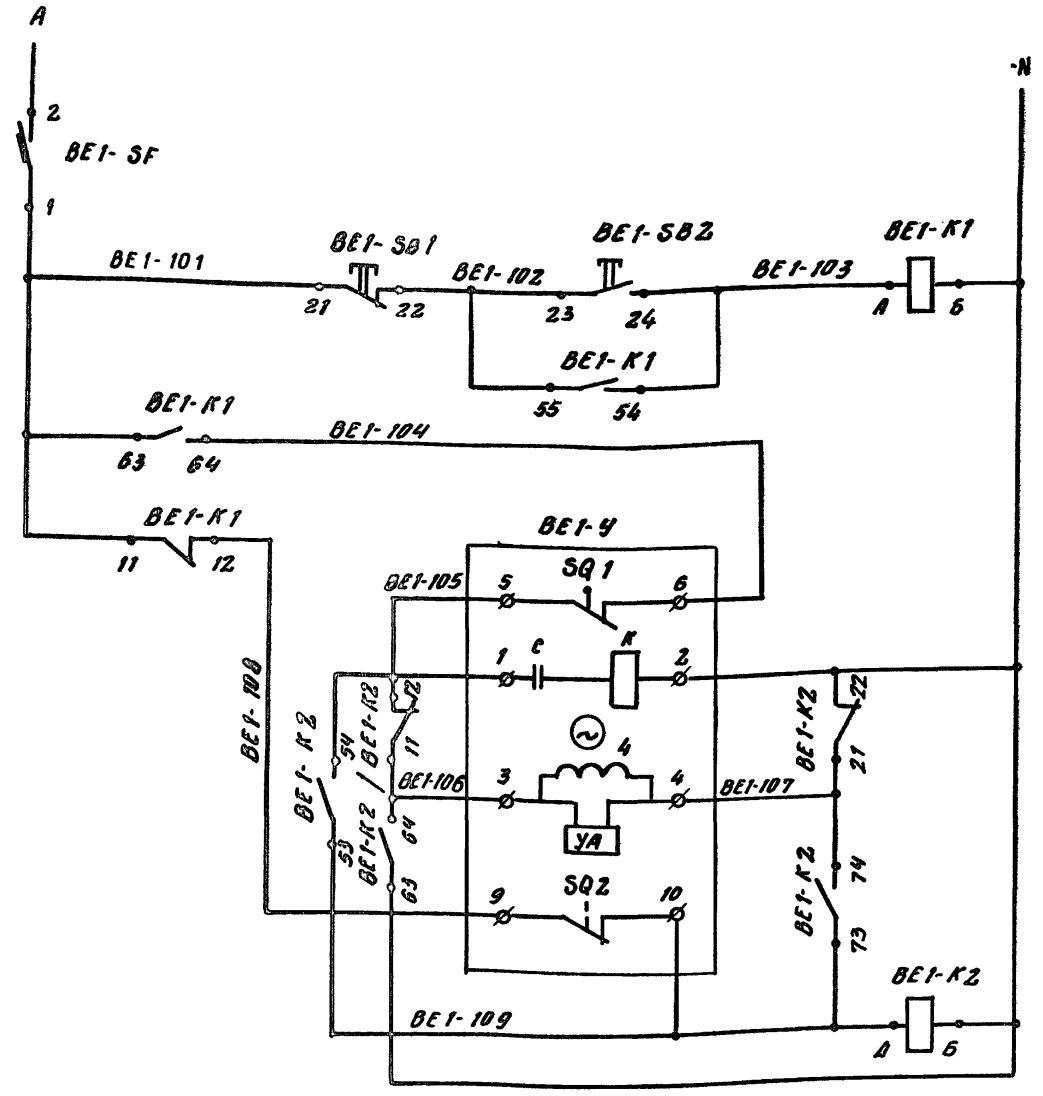 А
-N
2
BE1- SF
1
BE1-101
BE1-SB1
21
22
BE1-102
BE1-SB2
23
24
BE1-103
BE1-K1
А
Б
BE1-K1
55
54
BE1-K1
63
64
BE1-104
BE1-K1
11
12
BE1-У
BE1-105
5
SQ1
6
1
C
K
2
BE1-108
BE1-K2
54
53
BE1-K2
12
11
BE1-106
3
4
4
УА
BE1-107
BE1-K2
22
21
BE1-K2
64
63
9
SQ2
10
BE1-K2
74
73
BE1-109
BE1-K2
А
Б